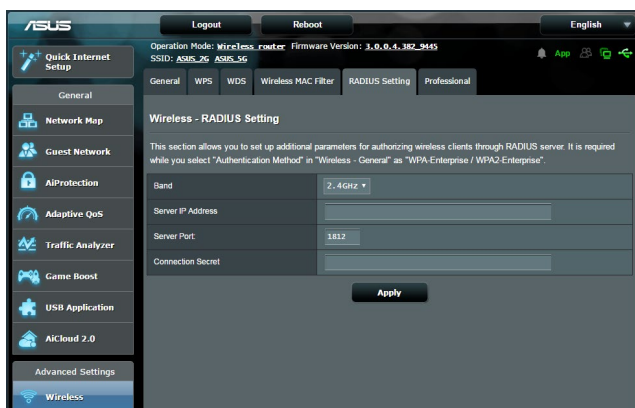 ASUS
Logout
Reboot
English
Quick Internet Setup
Operation Mode: Wireless router Firmware Version: 3.0.0.4.382_9445
SSID: ASUS_2G ASUS_5G
App
General WPS WDS Wireless MAC Filter RADIUS Setting Professional
General
Network Map
Guest Network
AiProtection
Adaptive QoS
Traffic Analyzer
Game Boost
USB Application
AiCloud 2.0
Advanced Settings
Wireless
Wireless - RADIUS Setting
This section allows you to set up additional parameters for authorizing wireless clients through RADIUS server. It is required
while you select "Authentication Method" in "Wireless - General" as "WPA-Enterprise / WPA2-Enterprise".
Band 2.4GHz
Server IP Address
Server Port: 1812
Connection Secret
Apply